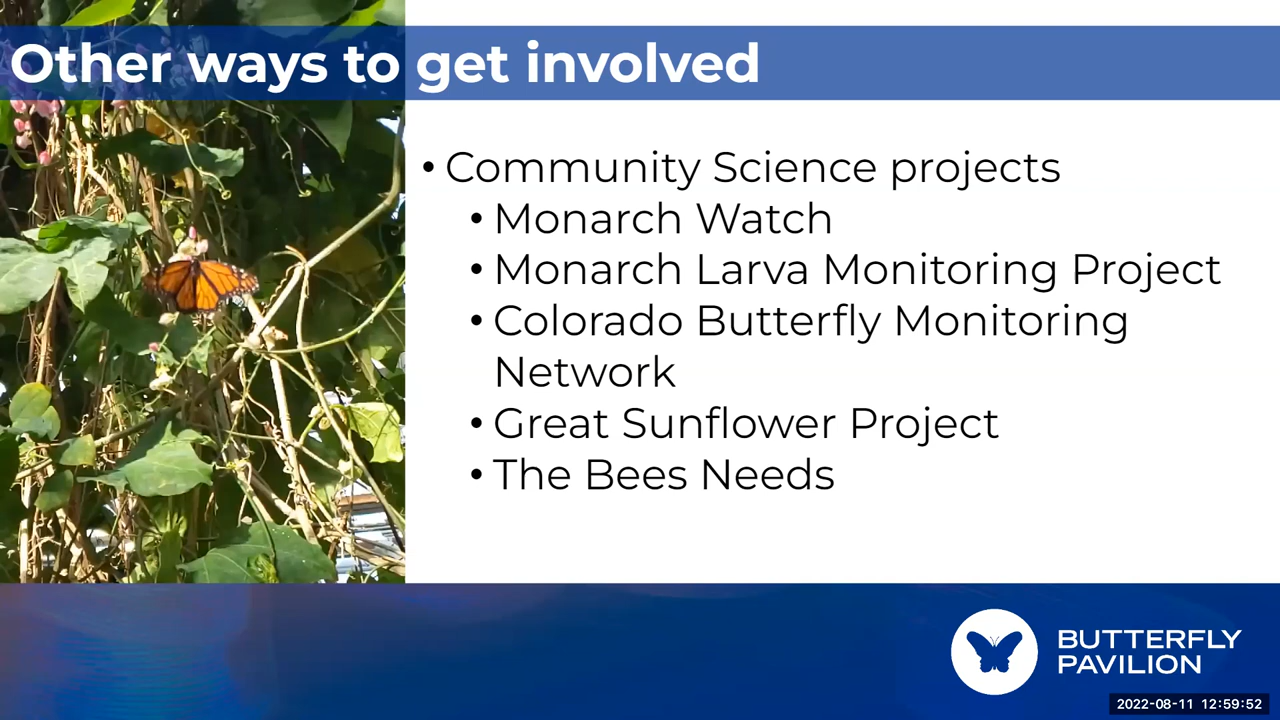 Other ways to get involved
• Community Science projects
• Monarch Watch
• Monarch Larva Monitoring Project
• Colorado Butterfly Monitoring
Network
• Great Sunflower Project
• The Bees Needs
BUTTERFLY
PAVILION
2022-08-11 12:59:52